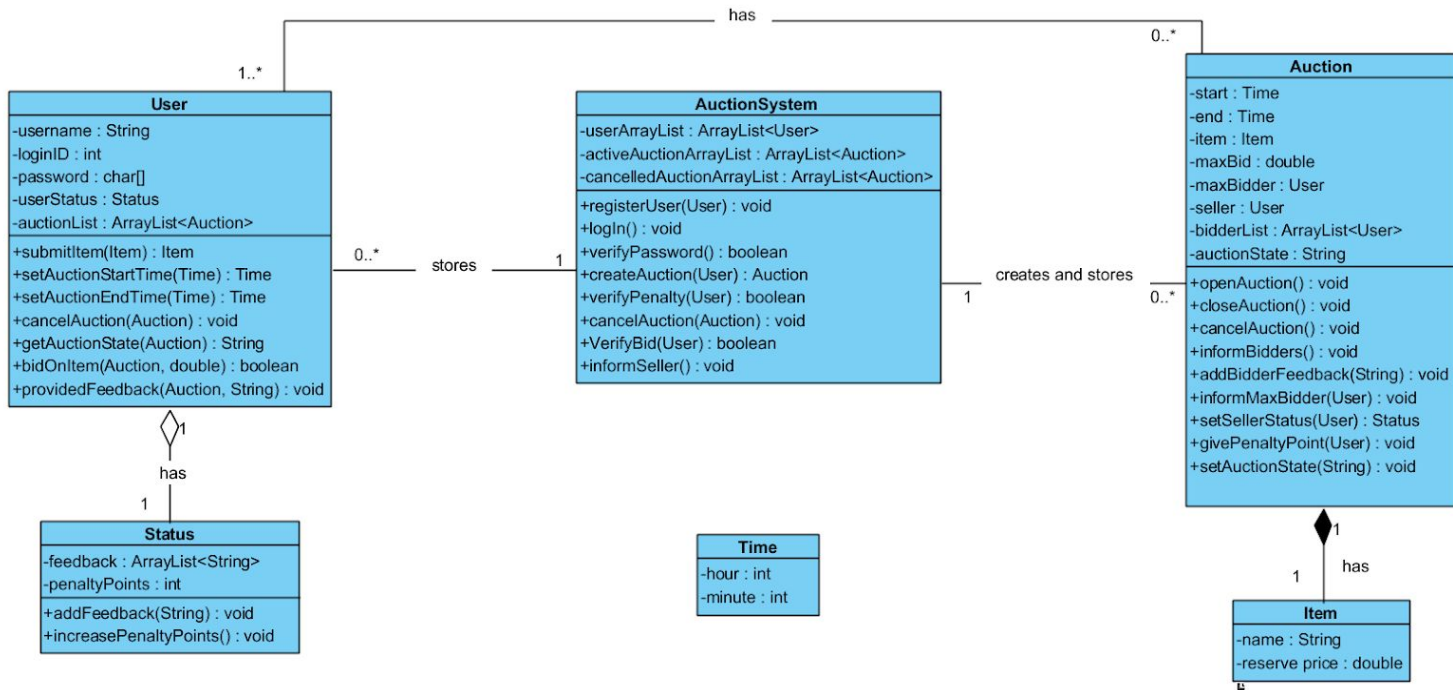 has
1..*
0..*
User
-username : String
-loginID : int
-password : char[]
-userStatus : Status
-auctionList : ArrayList<Auction>
+submitItem(Item) : Item
+setAuctionStartTime(Time) : Time
+setAuctionEndTime(Time) : Time
+cancelAuction(Auction) : void
+getAuctionState(Auction) : String
+bidOnItem(Auction, double) : boolean
+providedFeedback(Auction, String) : void
0..*
stores
1
AuctionSystem
-userArrayList : ArrayList<User>
-activeAuctionArrayList : ArrayList<Auction>
-cancelledAuctionArrayList : ArrayList<Auction>
+registerUser(User) : void
+logIn() : void
+verifyPassword() : boolean
+createAuction(User) : Auction
+verifyPenalty(User) : boolean
+cancelAuction(Auction) : void
+VerifyBid(User) : boolean
+informSeller() : void
creates and stores
1
0..*
Auction
-start : Time
-end : Time
-item : Item
-maxBid : double
-maxBidder : User
-seller : User
-bidderList : ArrayList<User>
-auctionState : String
+openAuction() : void
+closeAuction() : void
+cancelAuction() : void
+informBidders() : void
+addBidderFeedback(String) : void
+informMaxBidder(User) : void
+setSellerStatus(User) : Status
+givePenaltyPoint(User) : void
+setAuctionState(String) : void
1
has
1
Status
-feedback : ArrayList<String>
-penaltyPoints : int
+addFeedback(String) : void
+increasePenaltyPoints() : void
Time
-hour : int
-minute : int
1
has
1
Item
-name : String
-reserve price : double